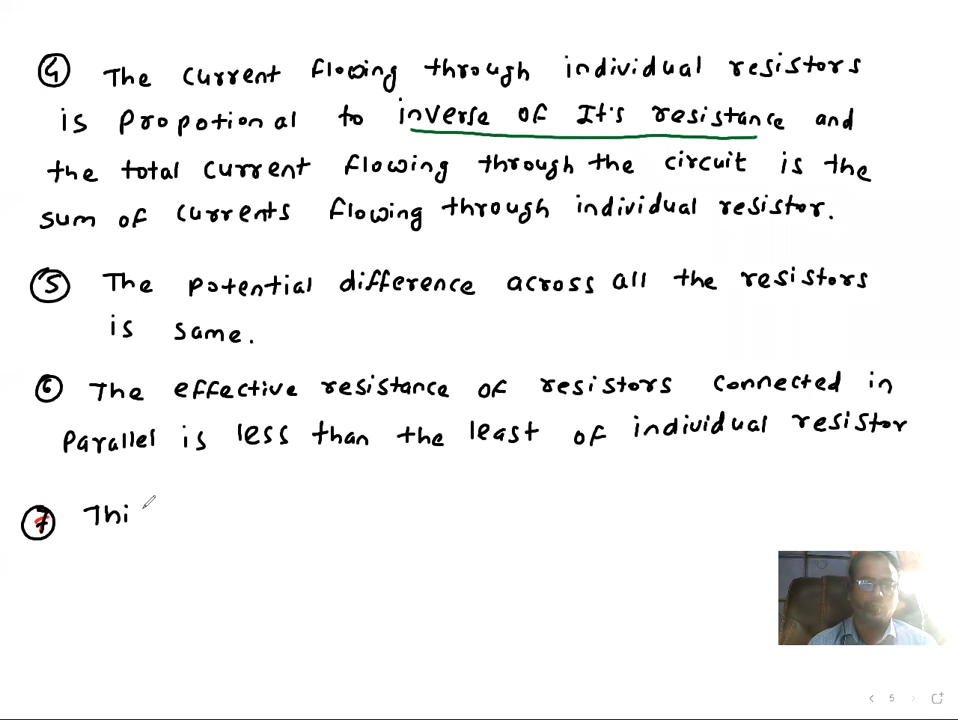 4 The current flowing through individual resistors
is propotional to inverse of It's resistance and
the total current flowing through the circuit is the
sum of currents flowing through individual resistor.
5 The potential difference across all the resistors
is same.
6 The effective resistance of resistors connected in
parallel is less than the least of individual resistor
7 Thi
5